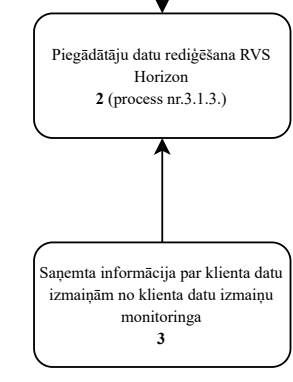 Piegādātāju datu rediģēšana RVS
Horizon
2 (process nr.3.1.3.)
Saņemta informācija par klienta datu
izmaiņām no klienta datu izmaiņu
monitoringa
3